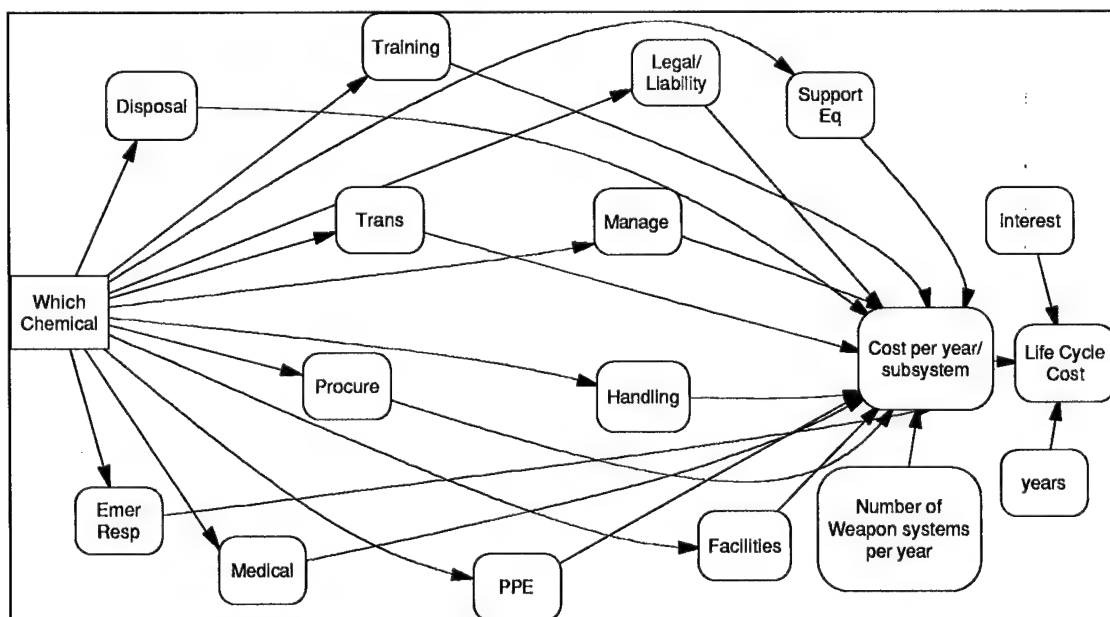 Training
Legal/
Liability
Support
Eq
Disposal
Trans
Manage
interest
Which
Chemical
Cost per year/
subsystem
Life Cycle
Cost
Procure
Handling
Emer
Resp
Medical
PPE
Facilities
Number of
Weapon systems
per year
years